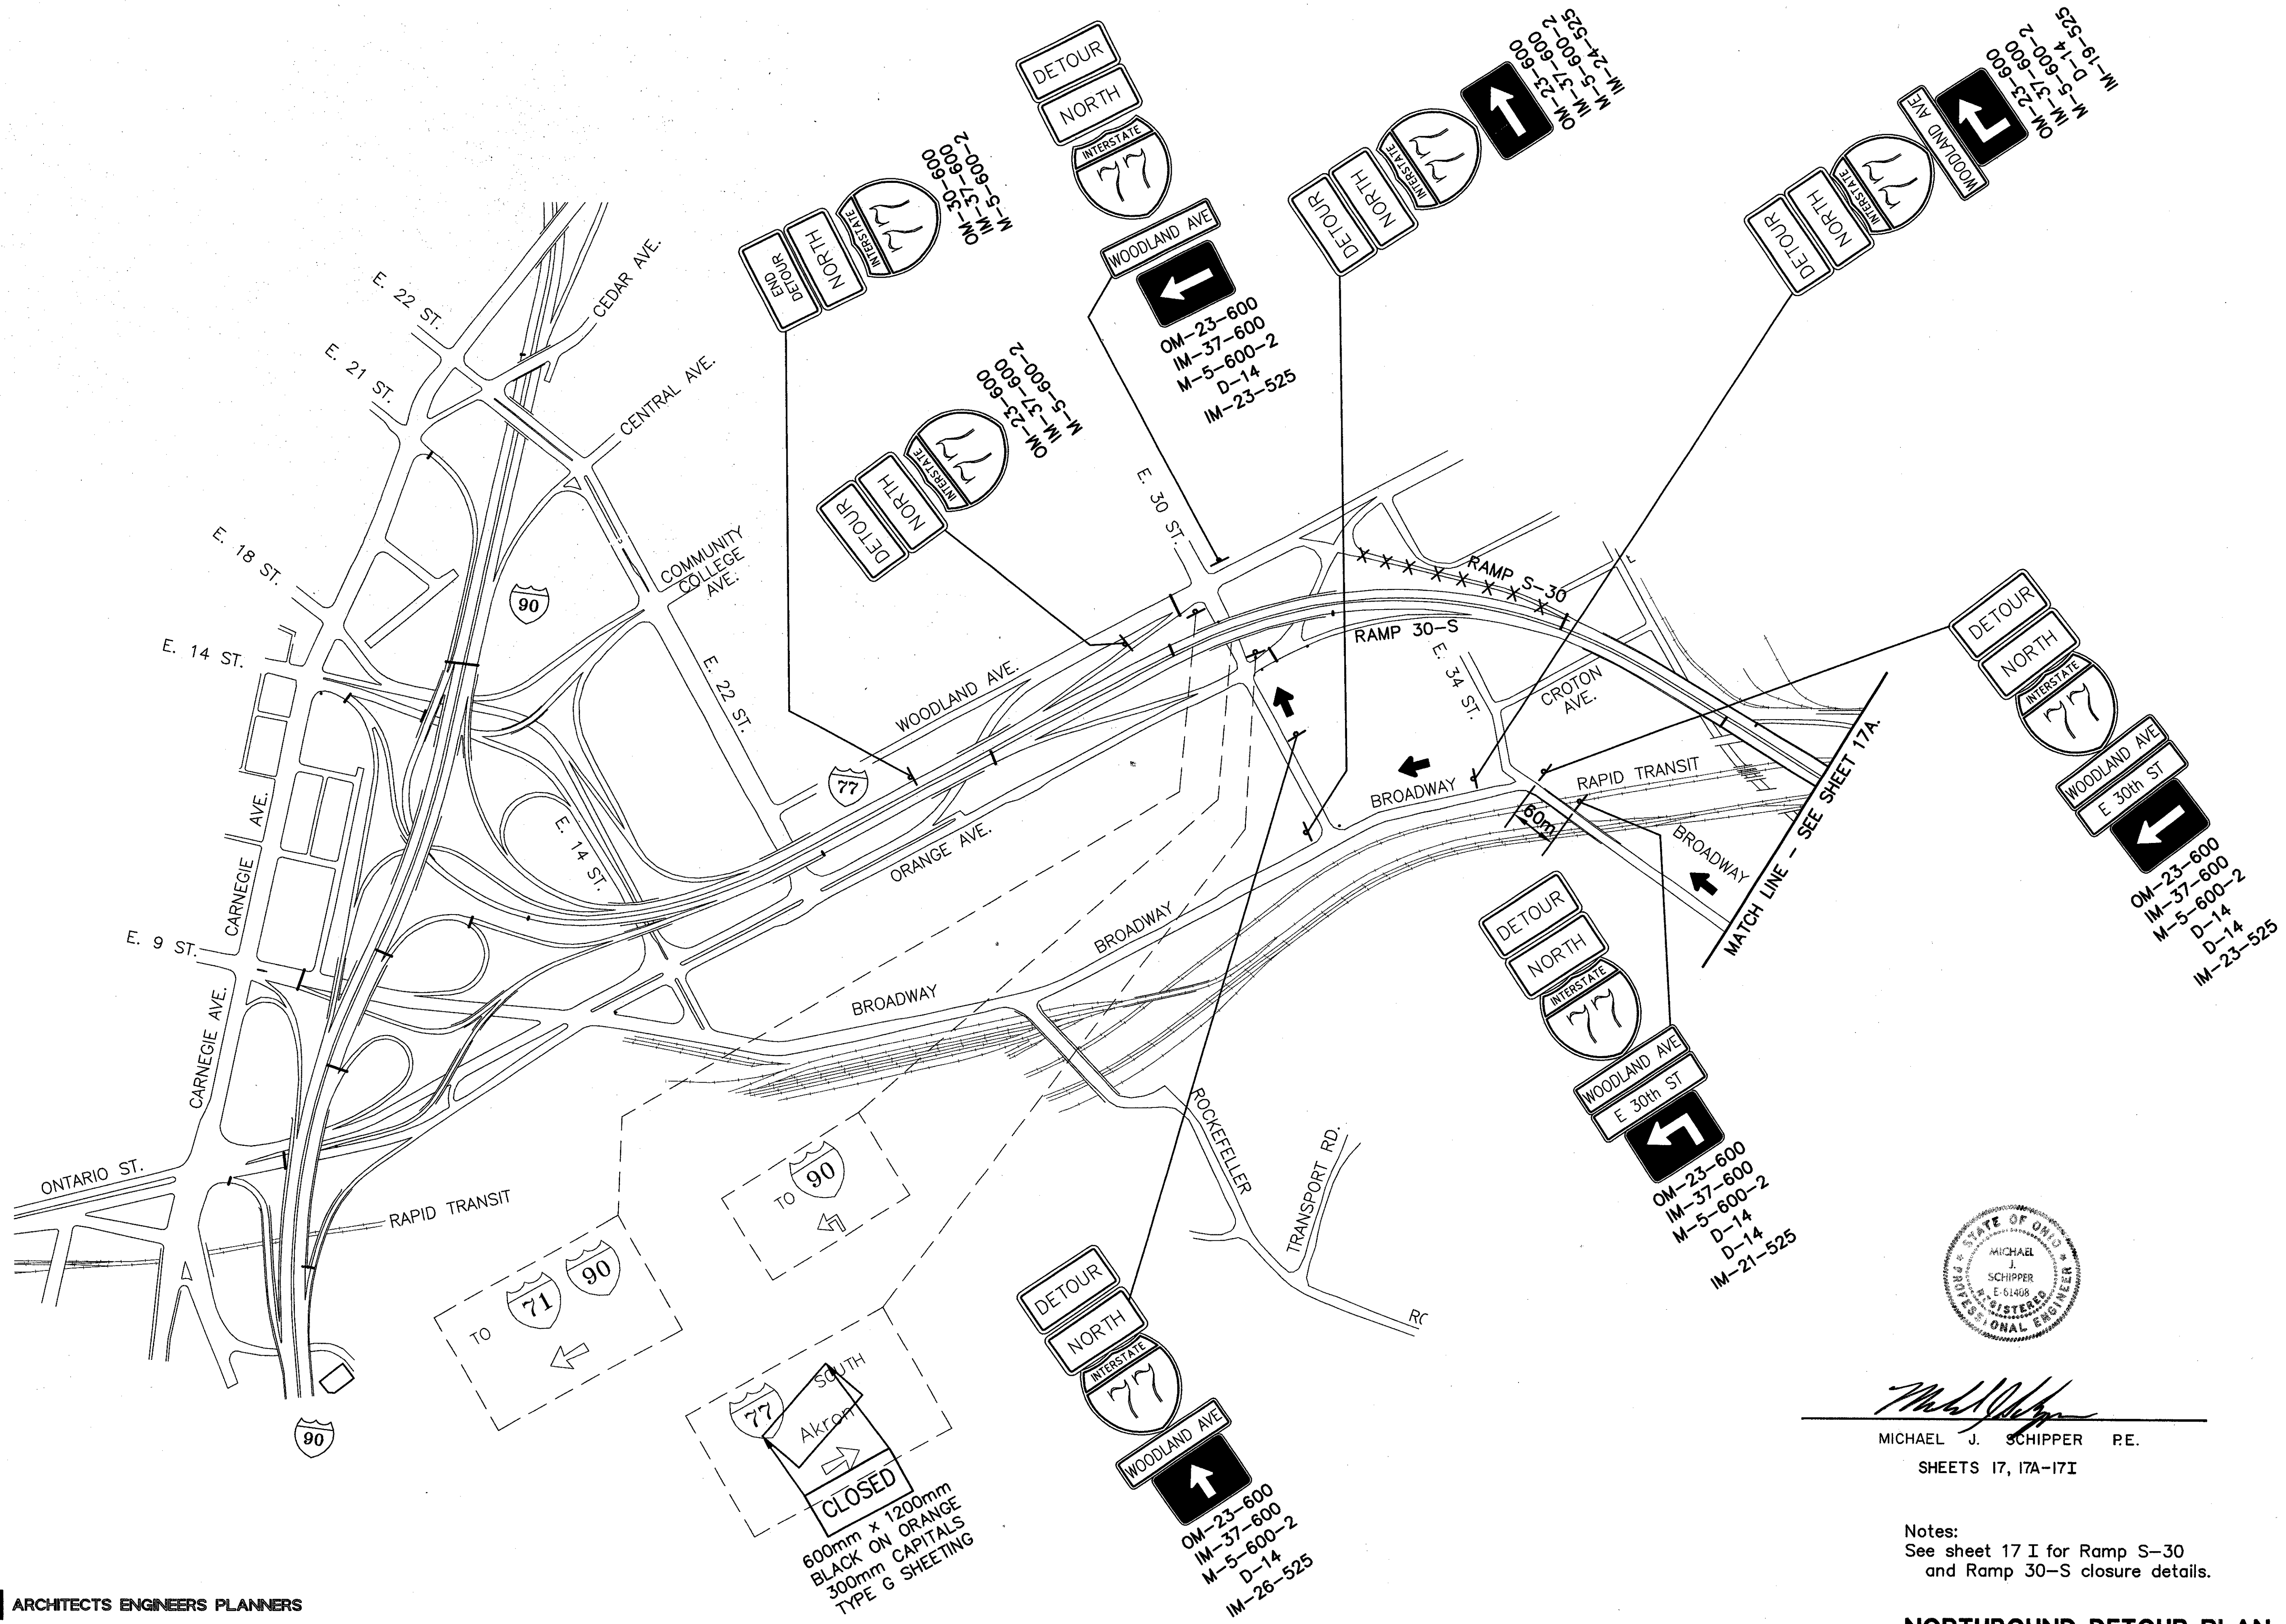 DETOUR
NORTH
INTERSTATE
77
WOODLAND AVE
OM-23-600
IM-37-600
M-5-600-2
D-14
IM-23-525
END
DETOUR
NORTH
INTERSTATE
77
OM-30-600
IM-37-600
M-5-600-2
DETOUR
NORTH
INTERSTATE
77
OM-23-600
IM-37-600
M-5-600-2
IM-24-525
DETOUR
NORTH
INTERSTATE
77
WOODLAND AVE
OM-23-600
IM-37-600
M-5-600-2
D-14
IM-19-525
DETOUR
NORTH
INTERSTATE
77
OM-23-600
IM-37-600
M-5-600-2
E. 22 ST.
CEDAR AVE.
E. 21 ST.
CENTRAL AVE.
E. 18 ST.
COMMUNITY
COLLEGE
AVE.
E. 30 ST.
90
E. 14 ST.
E. 22 ST.
WOODLAND AVE.
RAMP S-30
RAMP 30-S
E. 34 ST.
CROTON
AVE.
DETOUR
NORTH
INTERSTATE
77
WOODLAND AVE
E 30th ST
OM-23-600
IM-37-600
M-5-600-2
D-14
D-14
IM-23-525
77
BROADWAY
RAPID TRANSIT
60m
BROADWAY
MATCH LINE - SEE SHEET 17A.
CARNEGIE AVE.
E. 14 ST.
ORANGE AVE.
E. 9 ST.
BROADWAY
BROADWAY
CARNEGIE AVE.
DETOUR
NORTH
INTERSTATE
77
WOODLAND AVE
E 30th ST
OM-23-600
IM-37-600
M-5-600-2
D-14
D-14
IM-21-525
ROCKEFELLER
TRANSPORT RD.
RO
ONTARIO ST.
RAPID TRANSIT
TO 90
TO 71 90
77
SOUTH
Akron
CLOSED
600mm x 1200mm
BLACK ON ORANGE
300mm CAPITALS
TYPE G SHEETING
90
DETOUR
NORTH
INTERSTATE
77
WOODLAND AVE
OM-23-600
IM-37-600
M-5-600-2
D-14
IM-26-525
STATE OF OHIO
MICHAEL
J.
SCHIPPER
E-61408
REGISTERED
PROFESSIONAL ENGINEER
MICHAEL J. SCHIPPER P.E.
SHEETS 17, 17A-17I
Notes:
See sheet 17 I for Ramp S-30
and Ramp 30-S closure details.
ARCHITECTS ENGINEERS PLANNERS
NORTHBOUND DETOUR PLAN